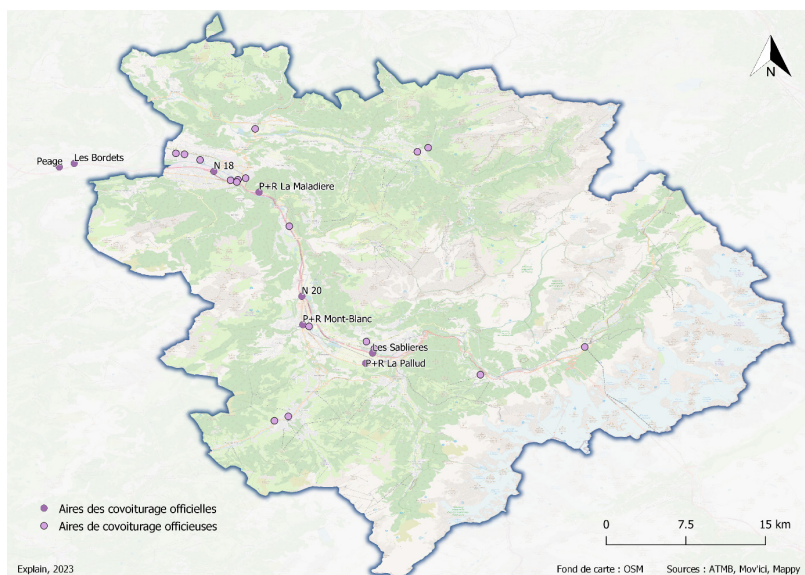 N
Peage
Les Bordets
N 18
P+R La Maladiere
N 20
P+R Mont-Blanc
Les Sablieres
P+R La Pallud
Aires des covoiturage officielles
Aires de covoiturage officieuses
0 7.5 15 km
Explain, 2023
Fond de carte : OSM Sources : ATMB, Mov'ici, Mappy